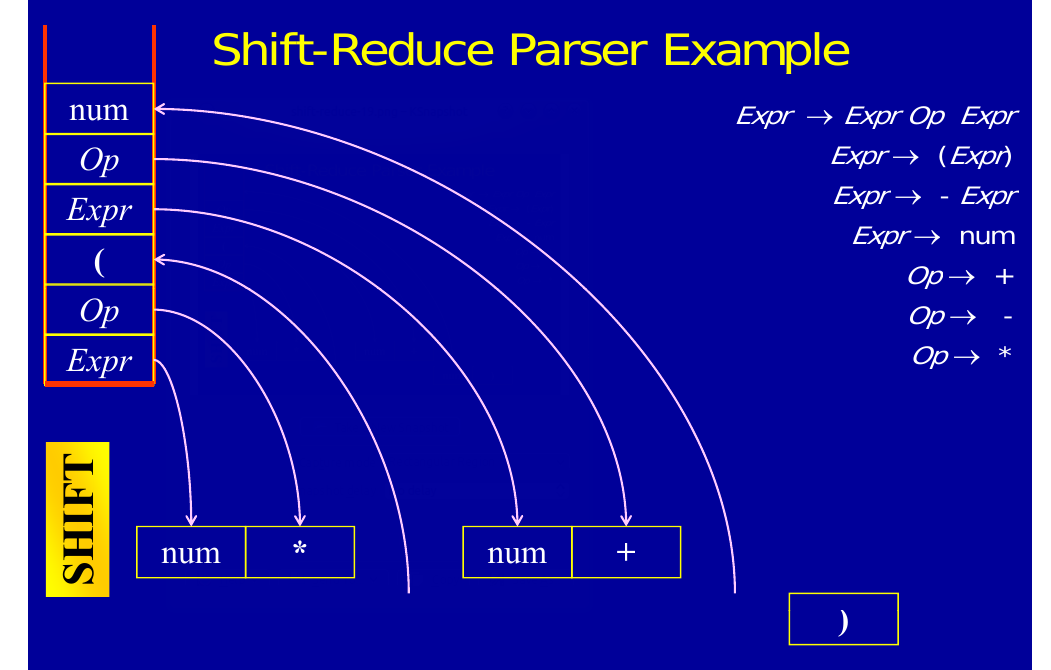 Shift-Reduce Parser Example
num
Op
Expr
(
Op
Expr
Expr → Expr Op Expr
Expr → (Expr)
Expr → - Expr
Expr → num
Op → +
Op → -
Op → *
SHIFT
num *
num +
)